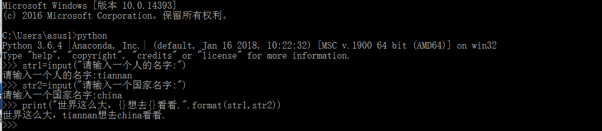 Microsoft Windows [版本 10.0.14393]
(c) 2016 Microsoft Corporation。保留所有权利。
C:\Users\asus1>python
Python 3.6.4 |Anaconda, Inc.| (default, Jan 16 2018, 10:22:32) [MSC v.1900 64 bit (AMD64)] on win32
Type "help", "copyright", "credits" or "license" for more information.
>>> str1=input("请输入一个人的名字:")
请输入一个人的名字:tiannan
>>> str2=input("请输入一个国家名字:")
请输入一个国家名字:china
>>> print("世界这么大，{}想去{}看看.".format(str1,str2))
世界这么大，tiannan想去china看看.
>>>